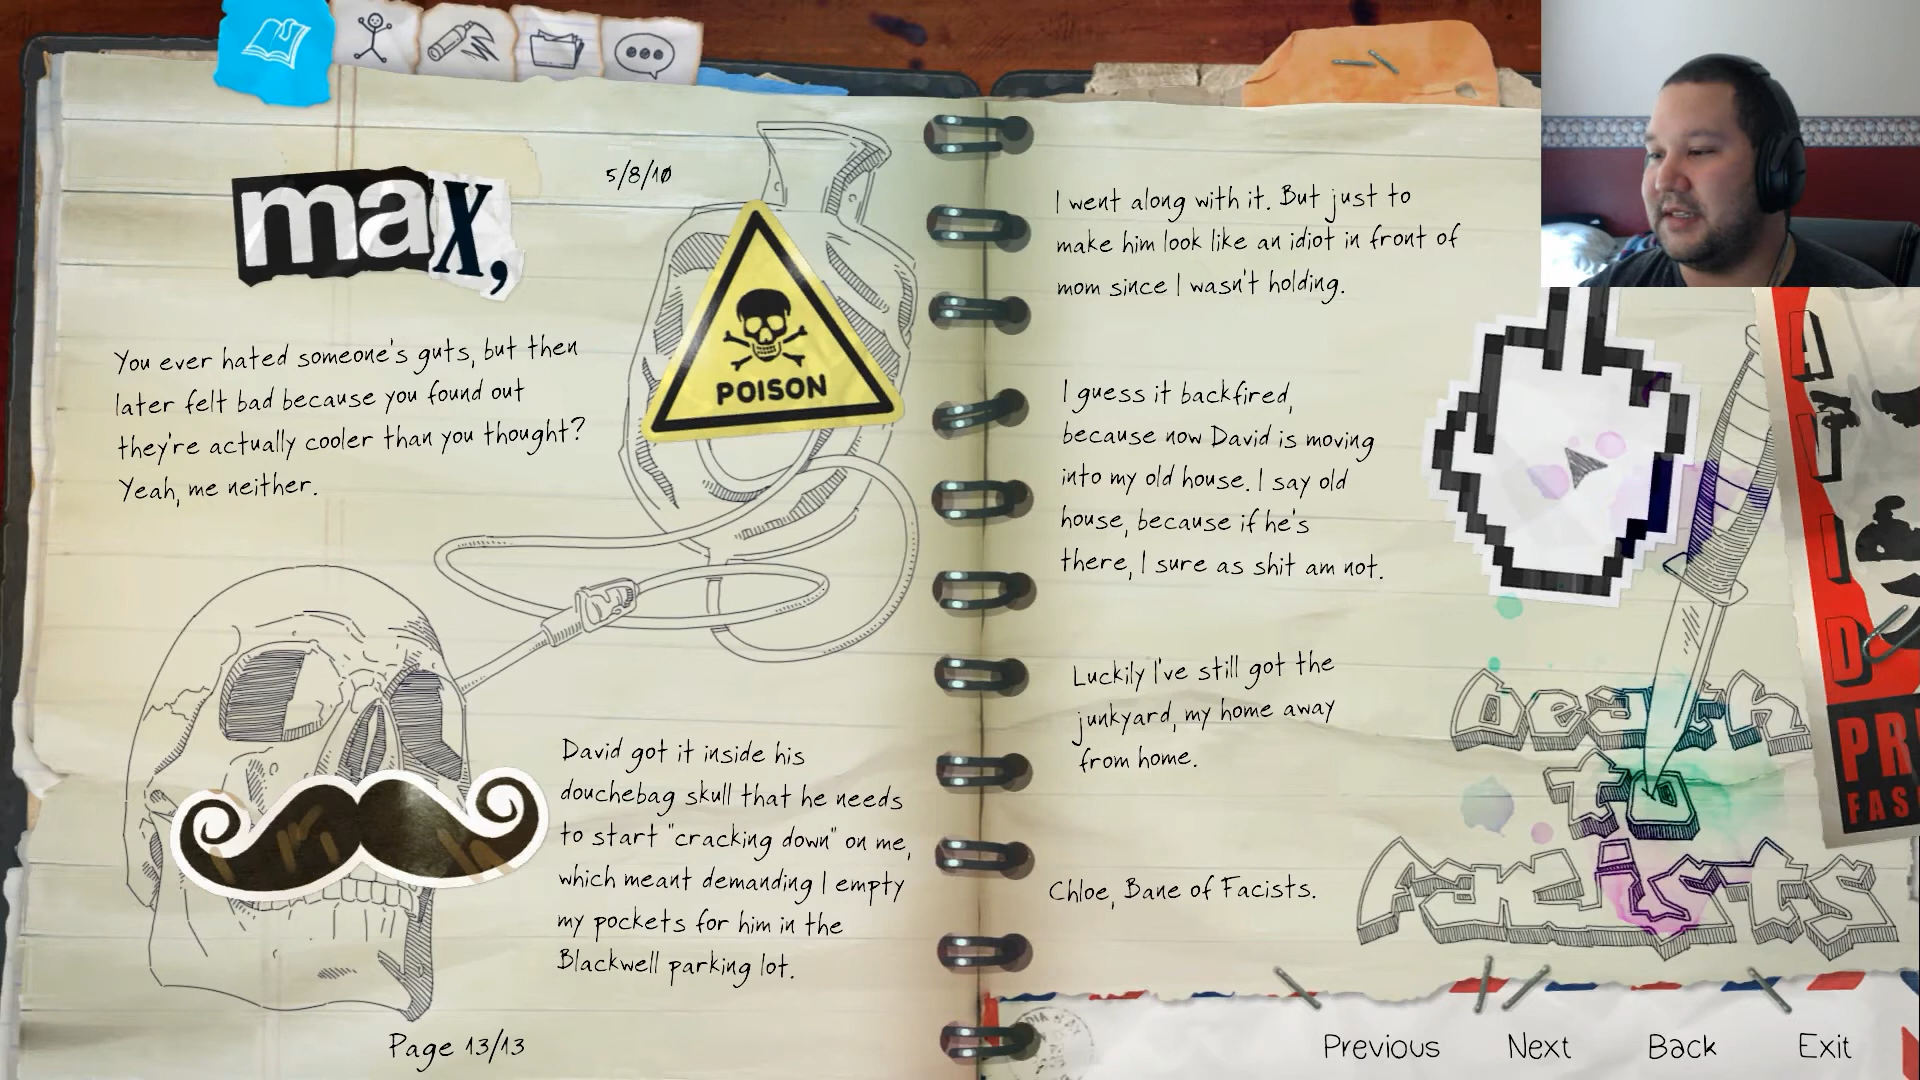 max,
5/8/10
POISON
You ever hated someone's guts, but then
later felt bad because you found out
they're actually cooler than you thought?
Yeah, me neither.
David got it inside his
douchebag skull that he needs
to start "cracking down" on me,
which meant demanding I empty
my pockets for him in the
Blackwell parking lot.
Page 13/13
I went along with it. But just to
make him look like an idiot in front of
mom since I wasn't holding.
I guess it backfired,
because now David is moving
into my old house. I say old
house, because if he's
there, I sure as shit am not.
Luckily I've still got the
junkyard, my home away
from home.
Chloe, Bane of Facists.
Death
to
PR
FAS
Previous
Next
Back
Exit